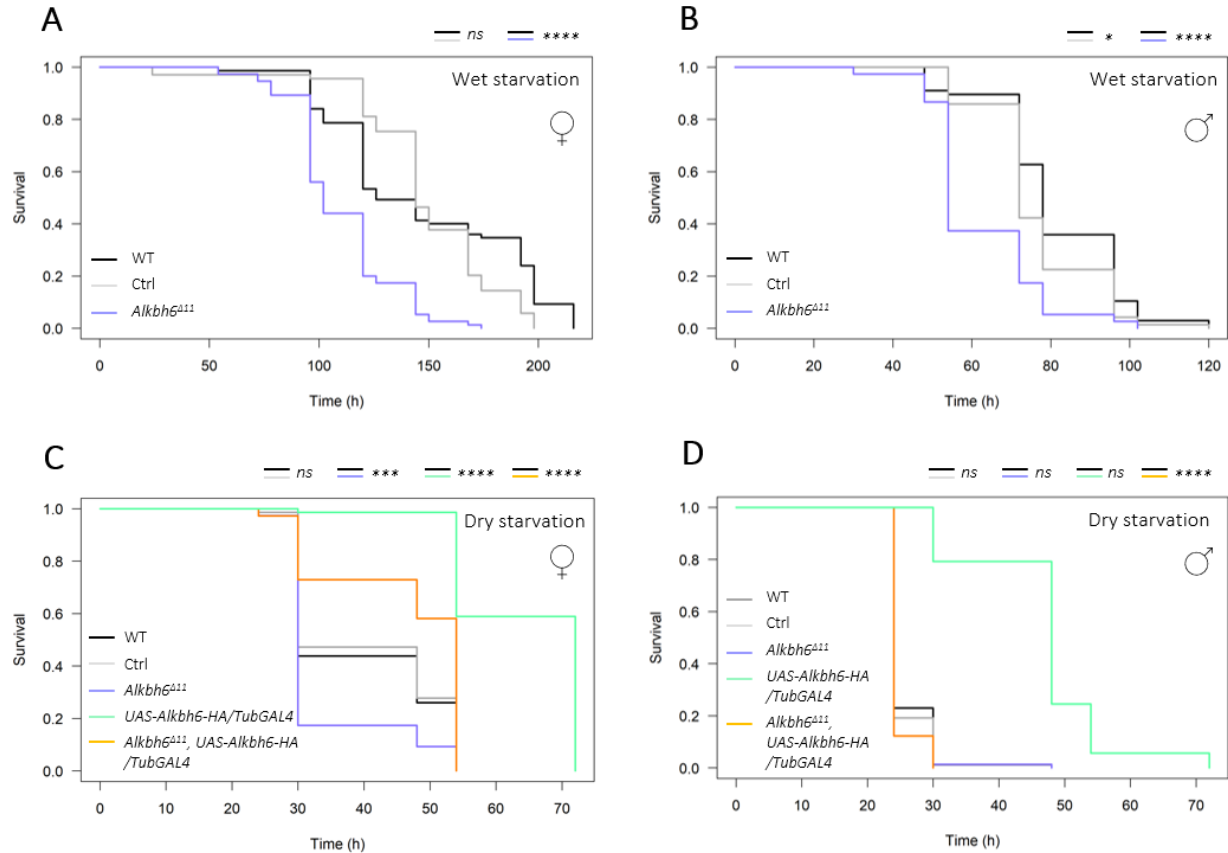 A
ns ****
1.0
0.8
0.6
0.4
0.2
0.0
Survival
Wet starvation
♀
WT
Ctrl
Alkbh6Δ11
0 50 100 150 200
Time (h)
B
* ****
1.0
0.8
0.6
0.4
0.2
0.0
Survival
Wet starvation
♂
WT
Ctrl
Alkbh6Δ11
0 20 40 60 80 100 120
Time (h)
C
ns *** **** ****
1.0
0.8
0.6
0.4
0.2
0.0
Survival
Dry starvation
♀
WT
Ctrl
Alkbh6Δ11
UAS-Alkbh6-HA/TubGAL4
Alkbh6Δ11, UAS-Alkbh6-HA
/TubGAL4
0 10 20 30 40 50 60 70
Time (h)
D
ns ns ns ****
1.0
0.8
0.6
0.4
0.2
0.0
Survival
Dry starvation
♂
WT
Ctrl
Alkbh6Δ11
UAS-Alkbh6-HA
/TubGAL4
Alkbh6Δ11,
UAS-Alkbh6-HA
/TubGAL4
0 10 20 30 40 50 60 70
Time (h)